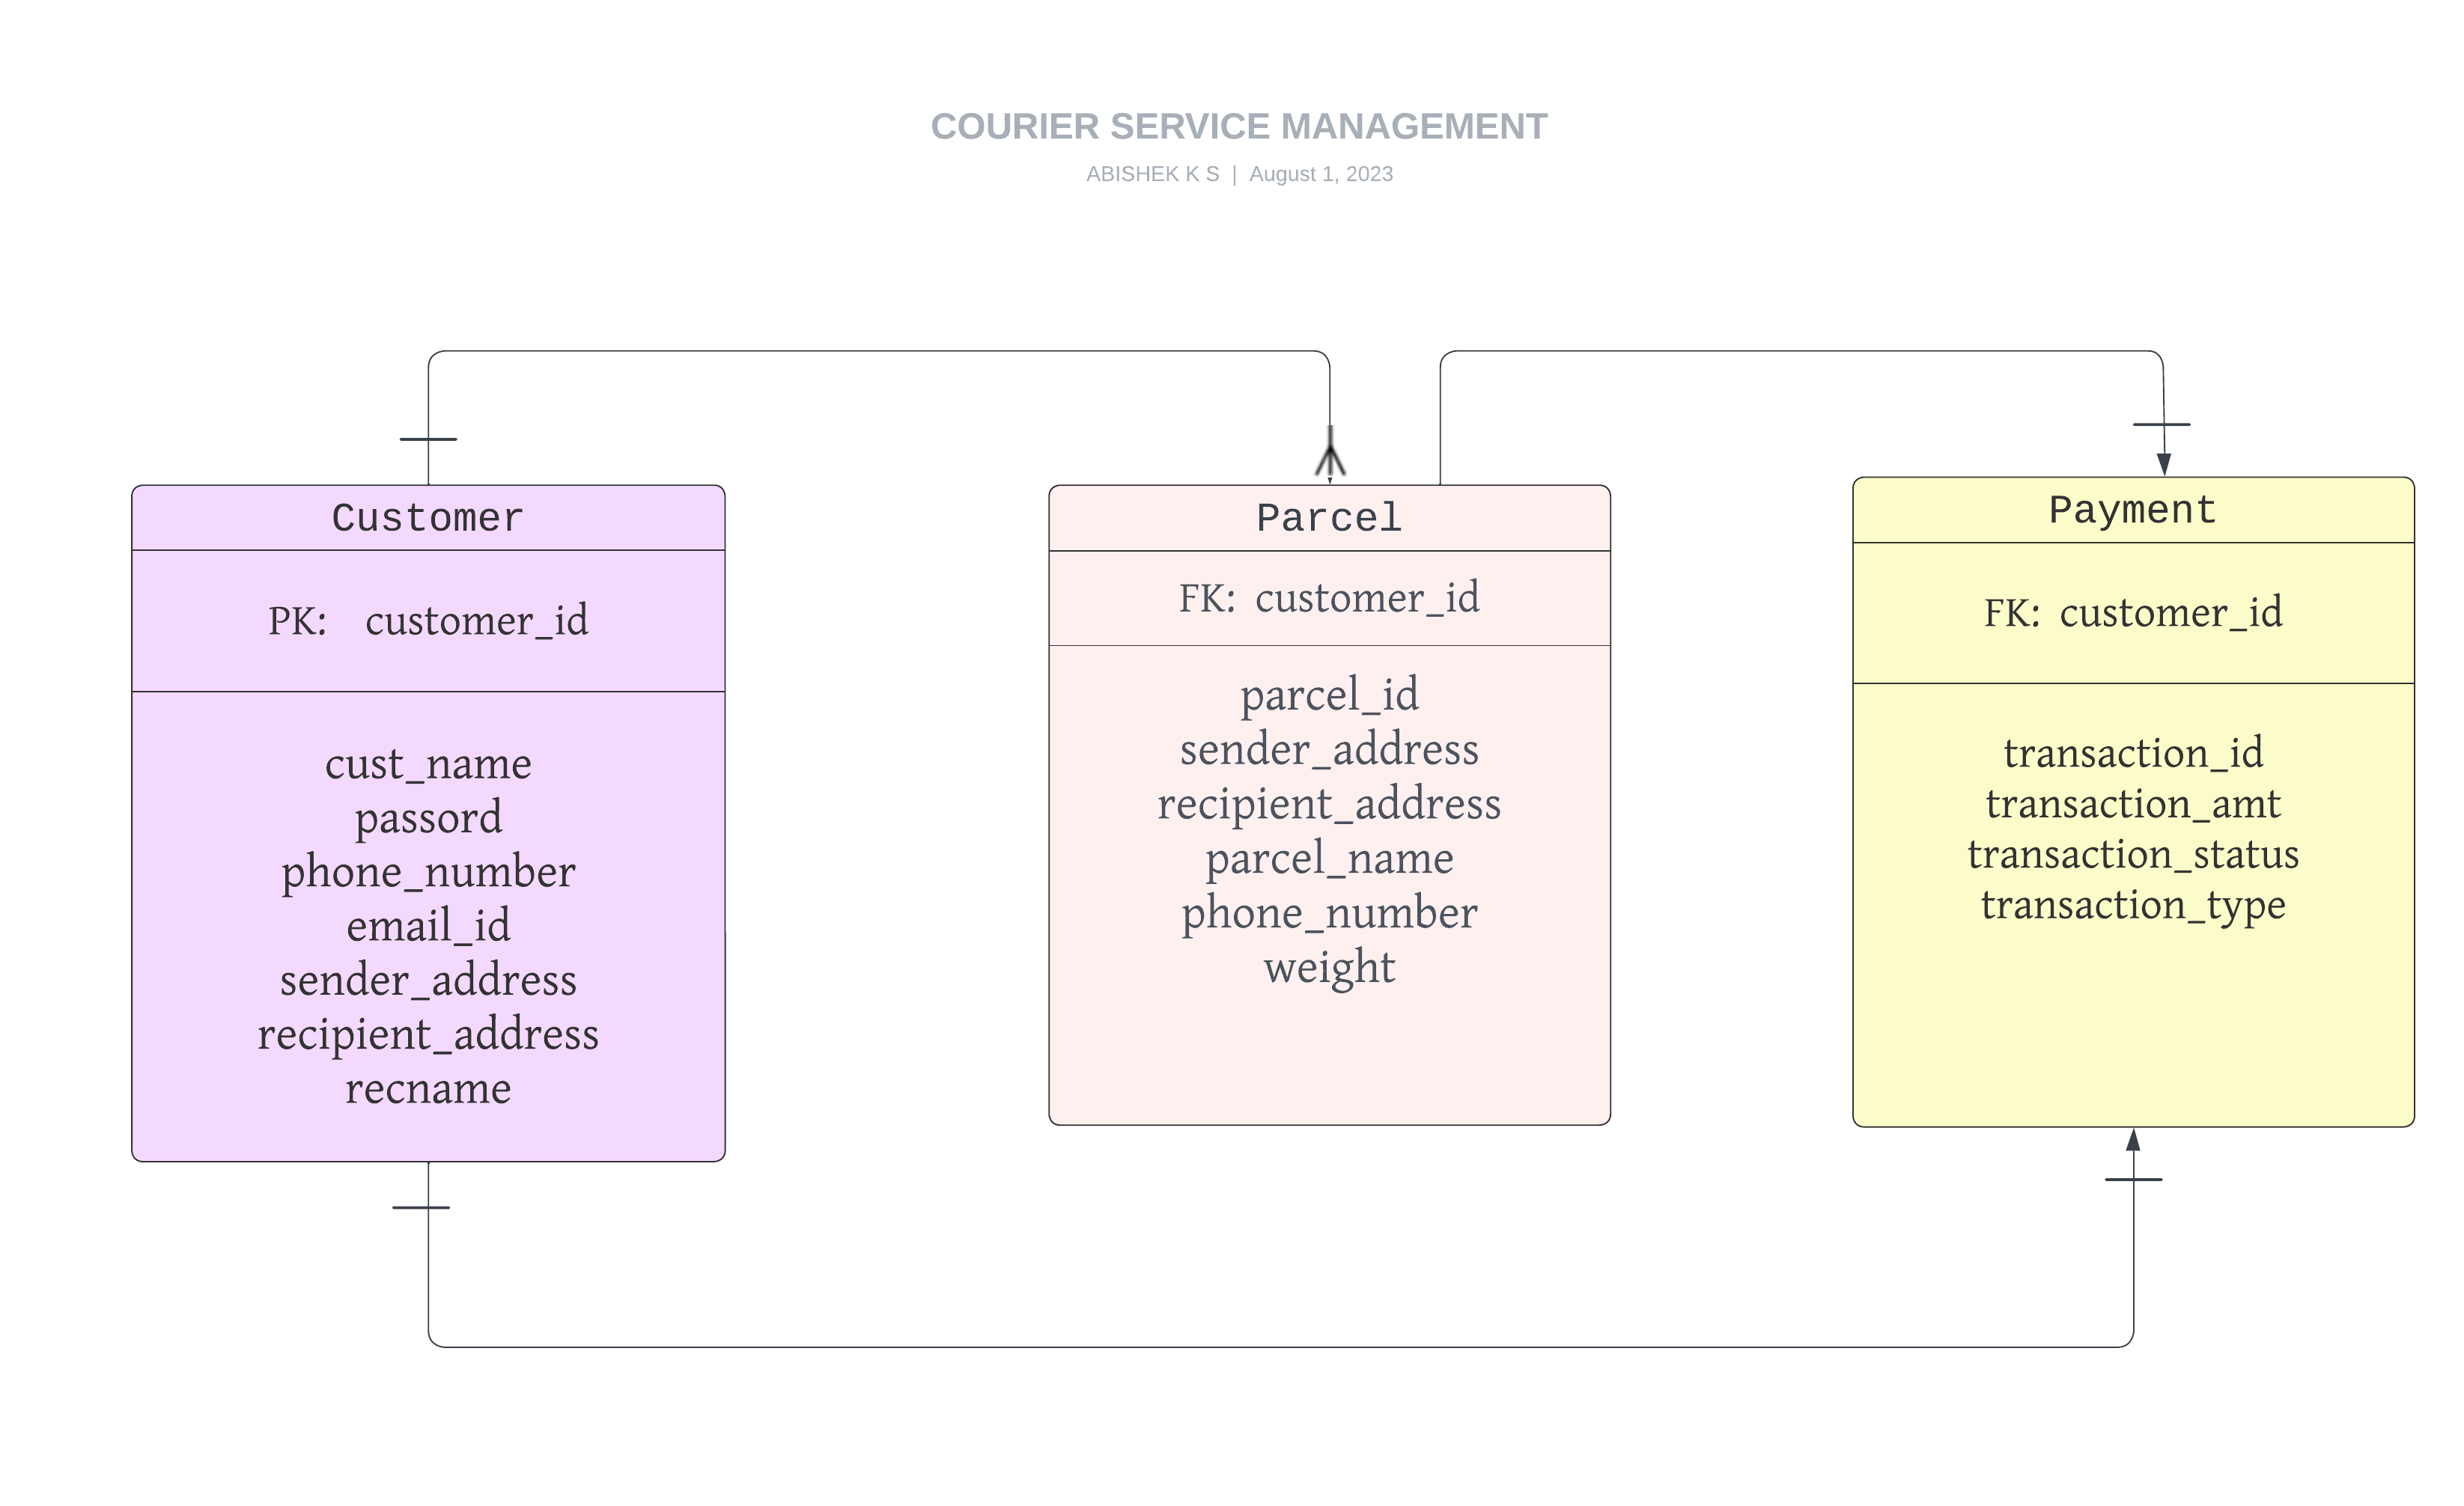 COURIER SERVICE MANAGEMENT
ABISHEK K S | August 1, 2023
Customer
PK: customer_id
cust_name
passord
phone_number
email_id
sender_address
recipient_address
recname
Parcel
FK: customer_id
parcel_id
sender_address
recipient_address
parcel_name
phone_number
weight
Payment
FK: customer_id
transaction_id
transaction_amt
transaction_status
transaction_type